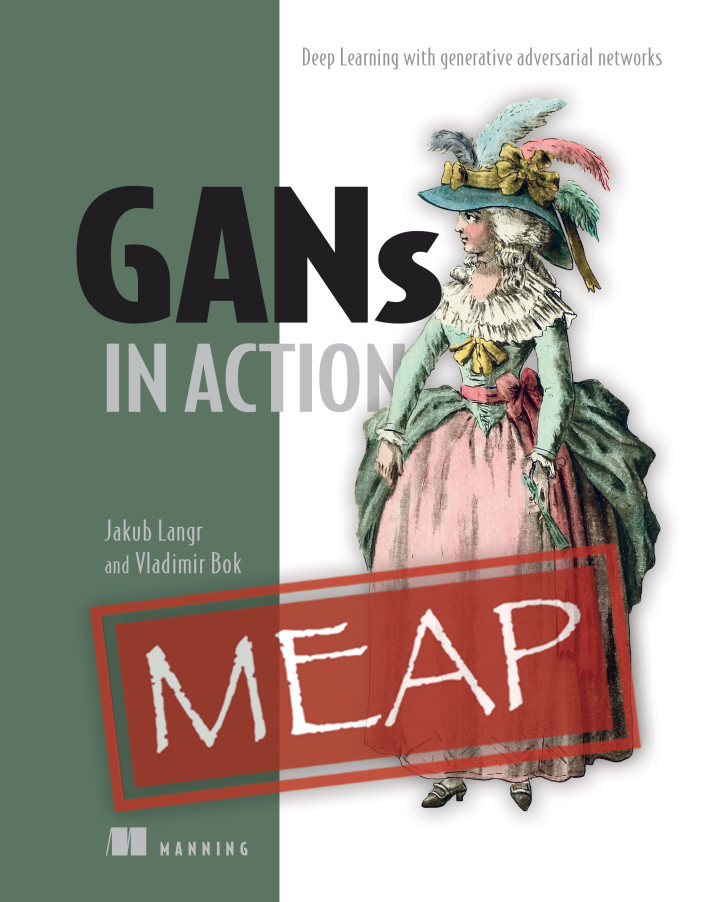 Deep Learning with generative adversarial networks
GANs
IN ACTION
Jakub Langr
and Vladimir Bok
MEAP
MANNING